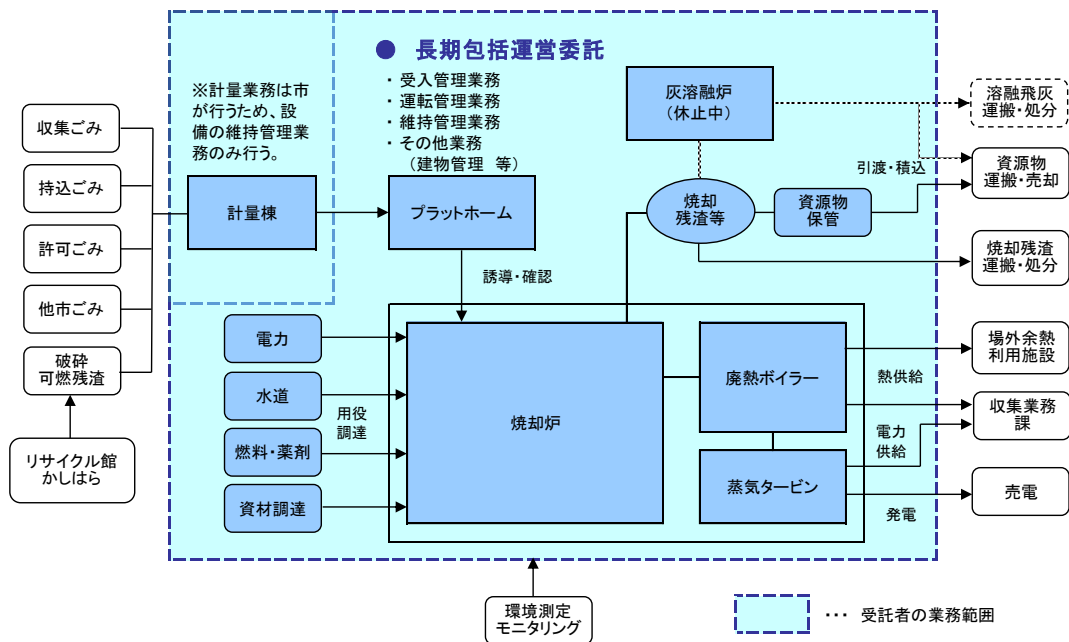 ● 長期包括運営委託
・ 受入管理業務
・ 運転管理業務
・ 維持管理業務
・ その他業務
（建物管理 等）
※計量業務は市
が行うため、設
備の維持管理業
務のみ行う。
収集ごみ
持込ごみ
許可ごみ
他市ごみ
破砕
可燃残渣
リサイクル館
かしはら
計量棟
プラットホーム
誘導・確認
灰溶融炉
（休止中）
焼却
残渣等
資源物
保管
引渡・積込
溶融飛灰
運搬・処分
資源物
運搬・売却
焼却残渣
運搬・処分
電力
水道
燃料・薬剤
資材調達
用役
調達
焼却炉
廃熱ボイラー
蒸気タービン
熱供給
電力
供給
発電
場外余熱
利用施設
収集業務
課
売電
環境測定
モニタリング
･･･ 受託者の業務範囲